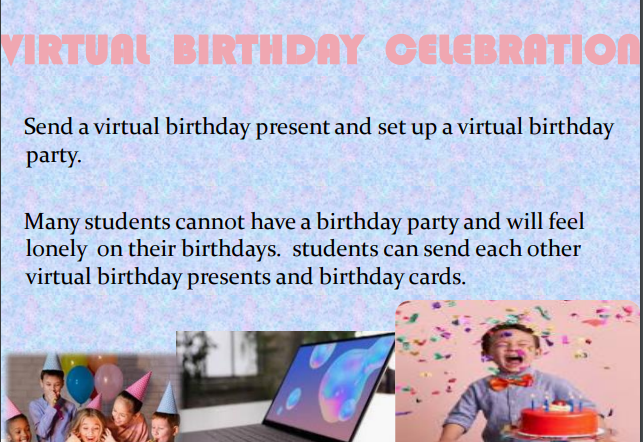 VIRTUAL BIRTHDAY CELEBRATION
Send a virtual birthday present and set up a virtual birthday
party.
Many students cannot have a birthday party and will feel
lonely on their birthdays. students can send each other
virtual birthday presents and birthday cards.